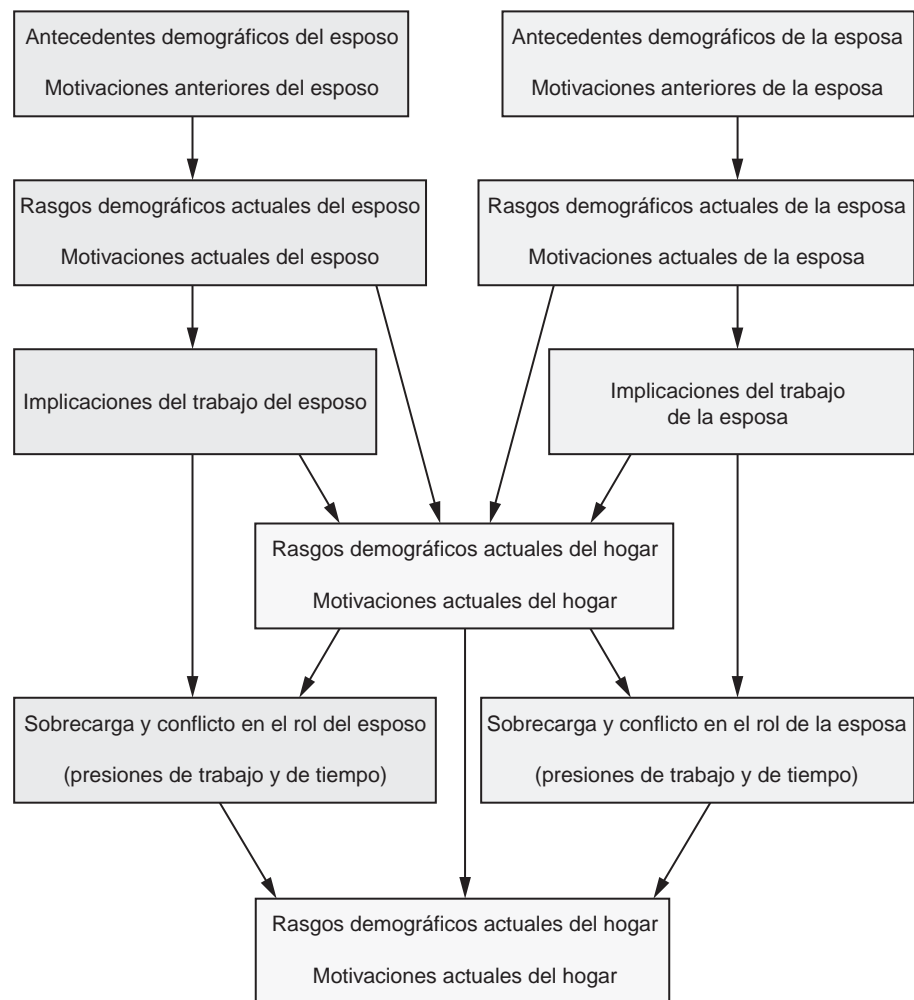 Antecedentes demográficos del esposo
Motivaciones anteriores del esposo
Antecedentes demográficos de la esposa
Motivaciones anteriores de la esposa
Rasgos demográficos actuales del esposo
Motivaciones actuales del esposo
Rasgos demográficos actuales de la esposa
Motivaciones actuales de la esposa
Implicaciones del trabajo del esposo
Implicaciones del trabajo
de la esposa
Rasgos demográficos actuales del hogar
Motivaciones actuales del hogar
Sobrecarga y conflicto en el rol del esposo
(presiones de trabajo y de tiempo)
Sobrecarga y conflicto en el rol de la esposa
(presiones de trabajo y de tiempo)
Rasgos demográficos actuales del hogar
Motivaciones actuales del hogar